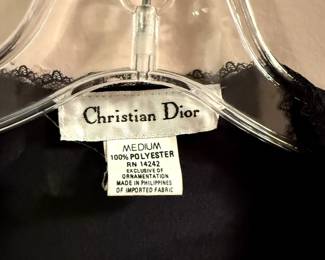 Christian Dior
MEDIUM
100% POLYESTER
RN 14242
EXCLUSIVE OF
ORNAMENTATION
MADE IN PHILIPPINES
OF IMPORTED FABRIC